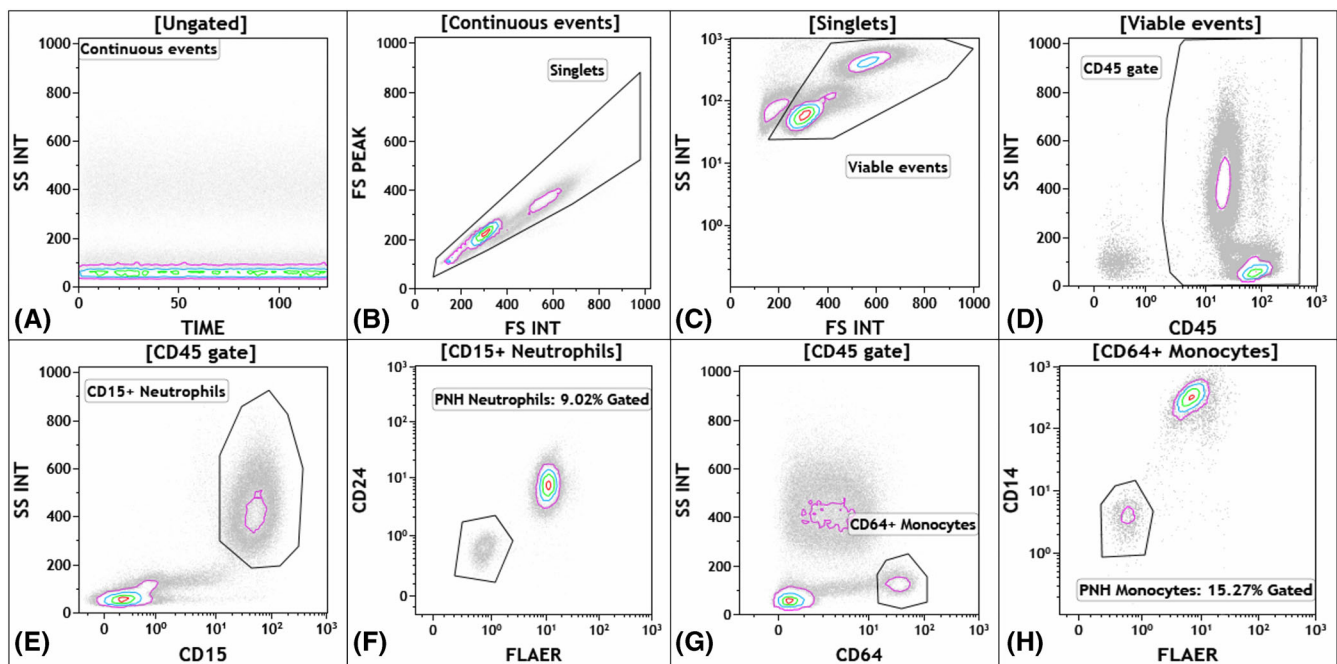 [Ungated]
Continuous events
1000
800
600
400
200
0
SS INT
0
50
100
TIME
(A)
[Continuous events]
Singlets
1000
800
600
400
200
0
FS PEAK
200
400
600
800
1000
FS INT
(B)
[Singlets]
Viable events
10³
10²
10¹
10⁰
SS INT
0
200
400
600
800
1000
FS INT
(C)
[Viable events]
CD45 gate
1000
800
600
400
200
0
SS INT
0
10⁰
10¹
10²
10³
CD45
(D)
[CD45 gate]
CD15+ Neutrophils
1000
800
600
400
200
0
SS INT
0
10⁰
10¹
10²
10³
CD15
(E)
[CD15+ Neutrophils]
PNH Neutrophils: 9.02% Gated
10³
10²
10¹
10⁰
0
CD24
0
10⁰
10¹
10²
10³
FLAER
(F)
[CD45 gate]
CD64+ Monocytes
1000
800
600
400
200
0
SS INT
0
10⁰
10¹
10²
10³
CD64
(G)
[CD64+ Monocytes]
10³
10²
10¹
10⁰
CD14
PNH Monocytes: 15.27% Gated
0
10⁰
10¹
10²
10³
FLAER
(H)